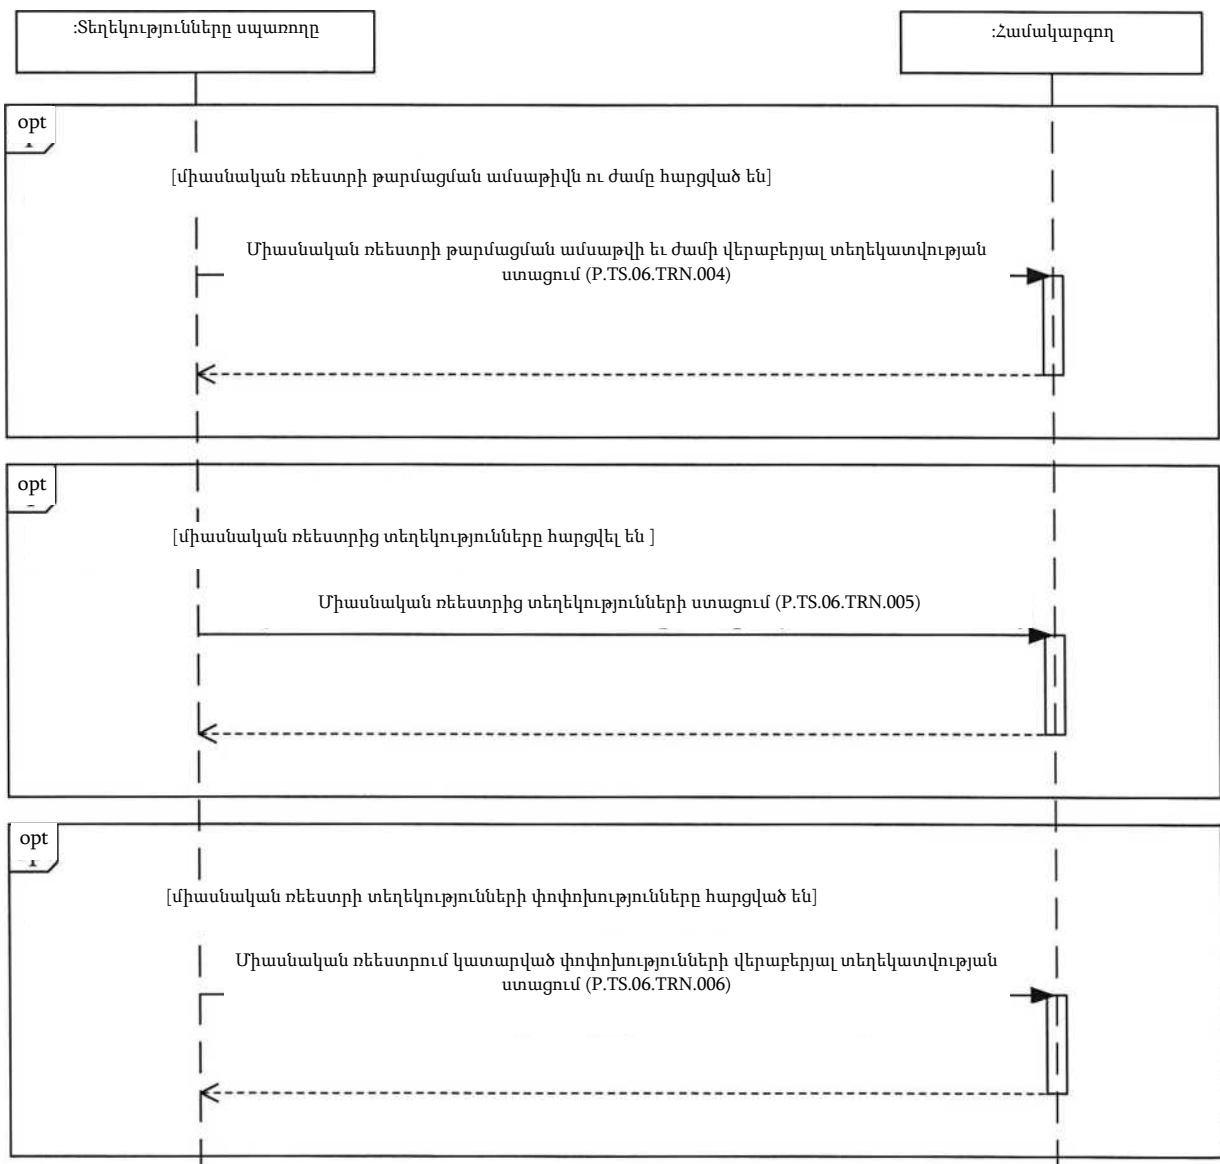 :Տեղեկությունները սպառողը
:Համակարգող
opt
[միասնական ռեեստրի թարմացման ամսաթիվն ու ժամը հարցված են]
Միասնական ռեեստրի թարմացման ամսաթվի եւ ժամի վերաբերյալ տեղեկատվության
ստացում (P.TS.06.TRN.004)
opt
[միասնական ռեեստրից տեղեկությունները հարցվել են ]
Միասնական ռեեստրից տեղեկությունների ստացում (P.TS.06.TRN.005)
opt
[միասնական ռեեստրի տեղեկությունների փոփոխությունները հարցված են]
Միասնական ռեեստրում կատարված փոփոխությունների վերաբերյալ տեղեկատվության
ստացում (P.TS.06.TRN.006)